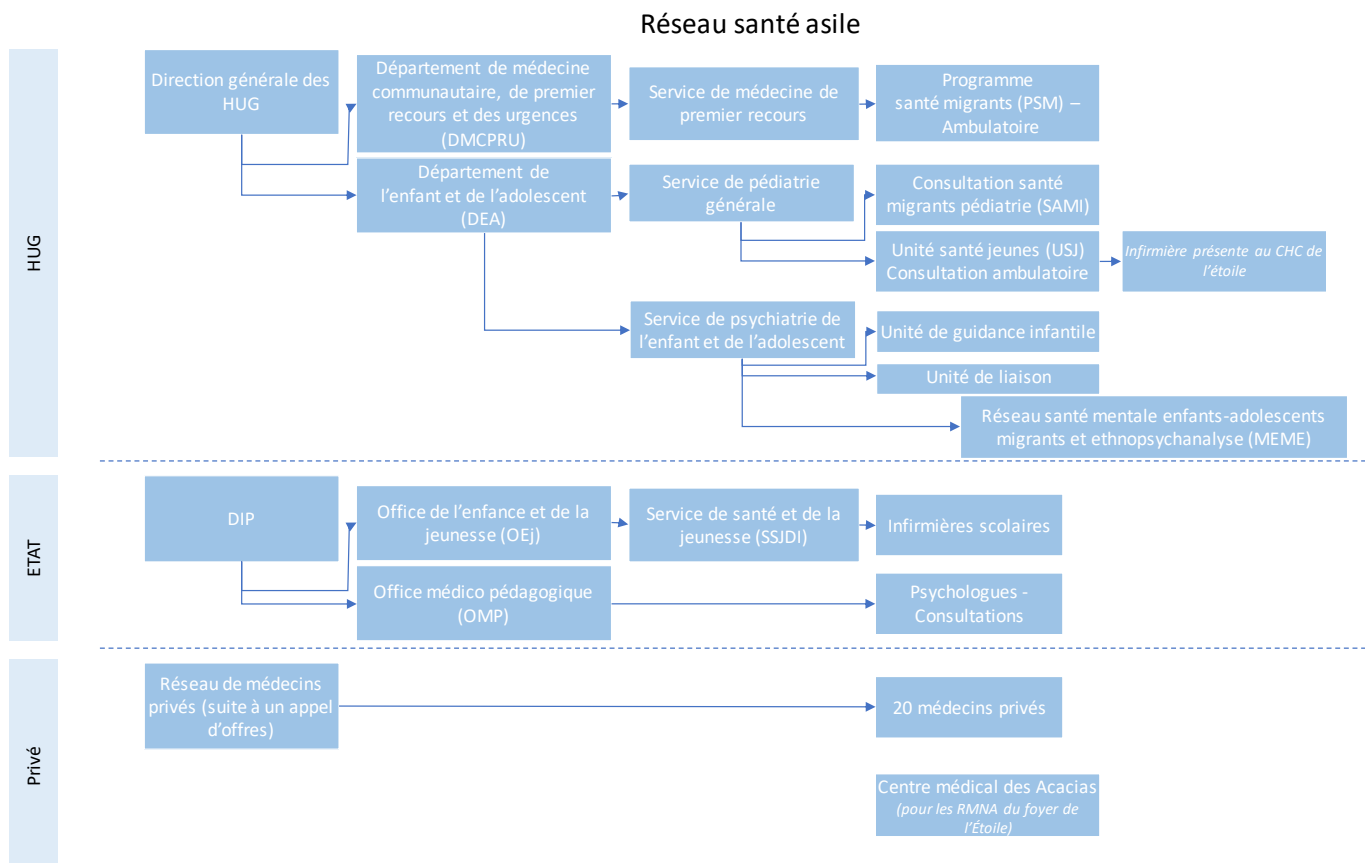 Réseau santé asile
HUG
Direction générale des
HUG
Département de médecine
communautaire, de premier
recours et des urgences
(DMCPRU)
Service de médecine de
premier recours
Programme
santé migrants (PSM) –
Ambulatoire
Département de
l’enfant et de l’adolescent
(DEA)
Service de pédiatrie
générale
Consultation santé
migrants pédiatrie (SAMI)
Unité santé jeunes (USJ)
Consultation ambulatoire
Infirmière présente au CHC de
l’étoile
Service de psychiatrie de
l’enfant et de l’adolescent
Unité de guidance infantile
Unité de liaison
Réseau santé mentale enfants-adolescents
migrants et ethnopsychanalyse (MEME)
ETAT
DIP
Office de l’enfance et de la
jeunesse (OEj)
Service de santé et de la
jeunesse (SSJDI)
Infirmières scolaires
Office médico pédagogique
(OMP)
Psychologues -
Consultations
Privé
Réseau de médecins
privés (suite à un appel
d’offres)
20 médecins privés
Centre médical des Acacias
(pour les RMNA du foyer de
l’Étoile)